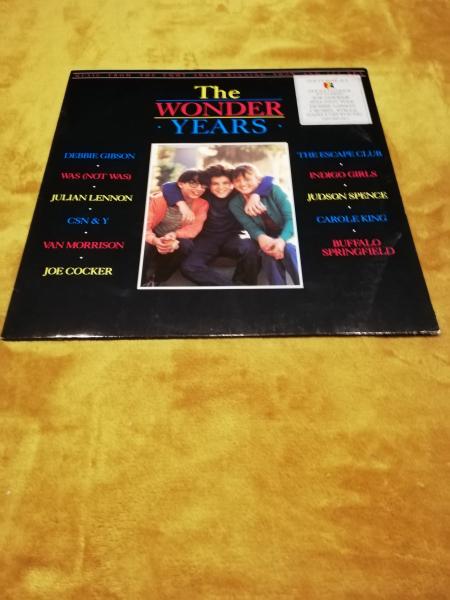 The
WONDER
YEARS
DEBBIE GIBSON
WAS (NOT WAS)
JULIAN LENNON
CSN & Y
VAN MORRISON
JOE COCKER
THE ESCAPE CLUB
INDIGO GIRLS
JUDSON SPENCE
CAROLE KING
BUFFALO
SPRINGFIELD